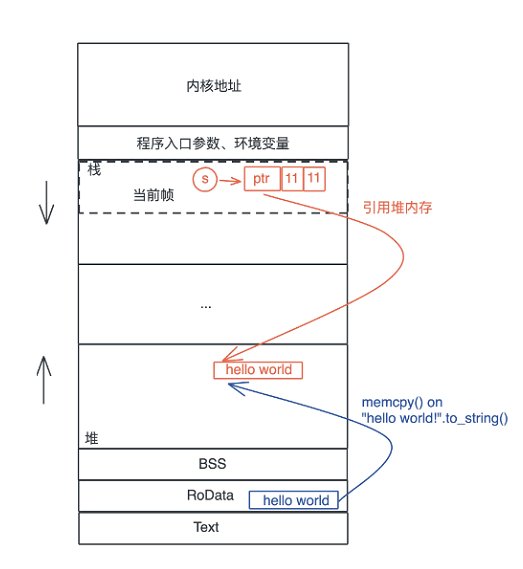 内核地址
程序入口参数、环境变量
栈
s
ptr
11
11
当前帧
引用堆内存
...
hello world
memcpy() on
"hello world!".to_string()
堆
BSS
RoData
hello world
Text